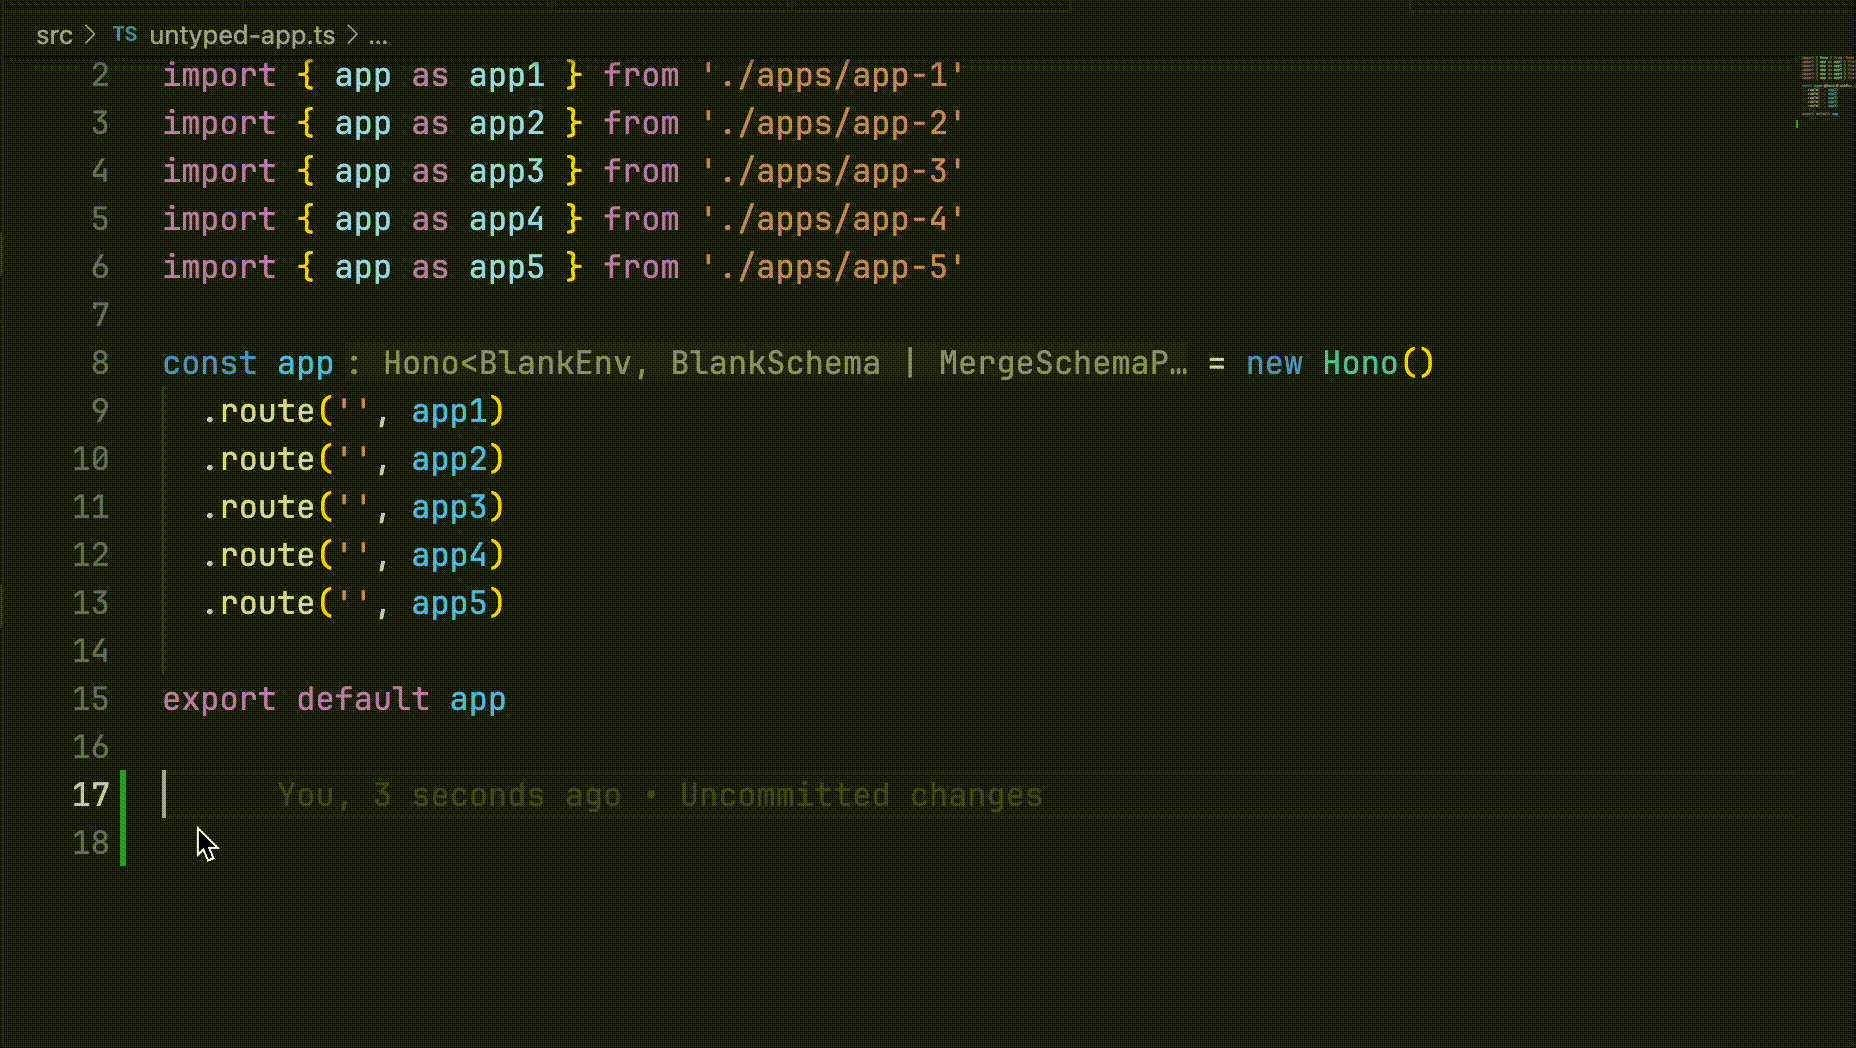 src > TS untyped-app.ts > ...
2 import { app as app1 } from './apps/app-1'
3 import { app as app2 } from './apps/app-2'
4 import { app as app3 } from './apps/app-3'
5 import { app as app4 } from './apps/app-4'
6 import { app as app5 } from './apps/app-5'
7
8 const app: Hono<BlankEnv, BlankSchema | MergeSchemaP… = new Hono()
9 .route('', app1)
10 .route('', app2)
11 .route('', app3)
12 .route('', app4)
13 .route('', app5)
14
15 export default app
16
17 You, 3 seconds ago • Uncommitted changes
18